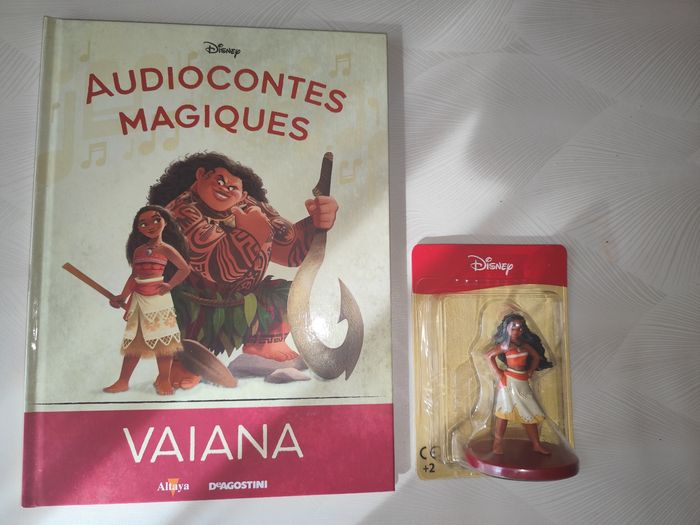 Disney
AUDIOCONTES
MAGIQUES
VAIANA
Altaya
DeAGOSTINI
Disney
CE
+2